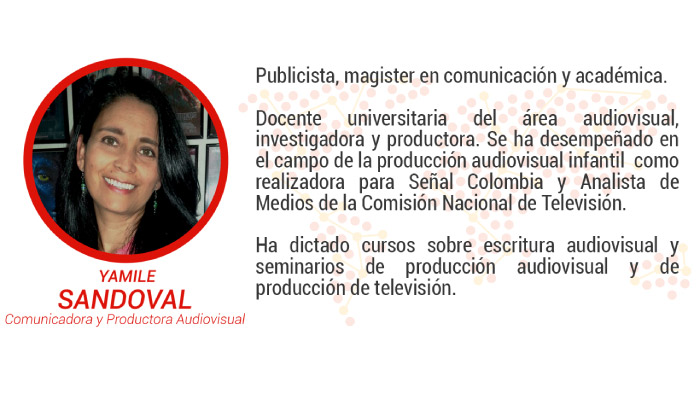 Publicista, magister en comunicación y académica.
Docente universitaria del área audiovisual,
investigadora y productora. Se ha desempeñado en
el campo de la producción audiovisual infantil como
realizadora para Señal Colombia y Analista de
Medios de la Comisión Nacional de Televisión.
Ha dictado cursos sobre escritura audiovisual y
seminarios de producción audiovisual y de
producción de televisión.
YAMILE
SANDOVAL
Comunicadora y Productora Audiovisual